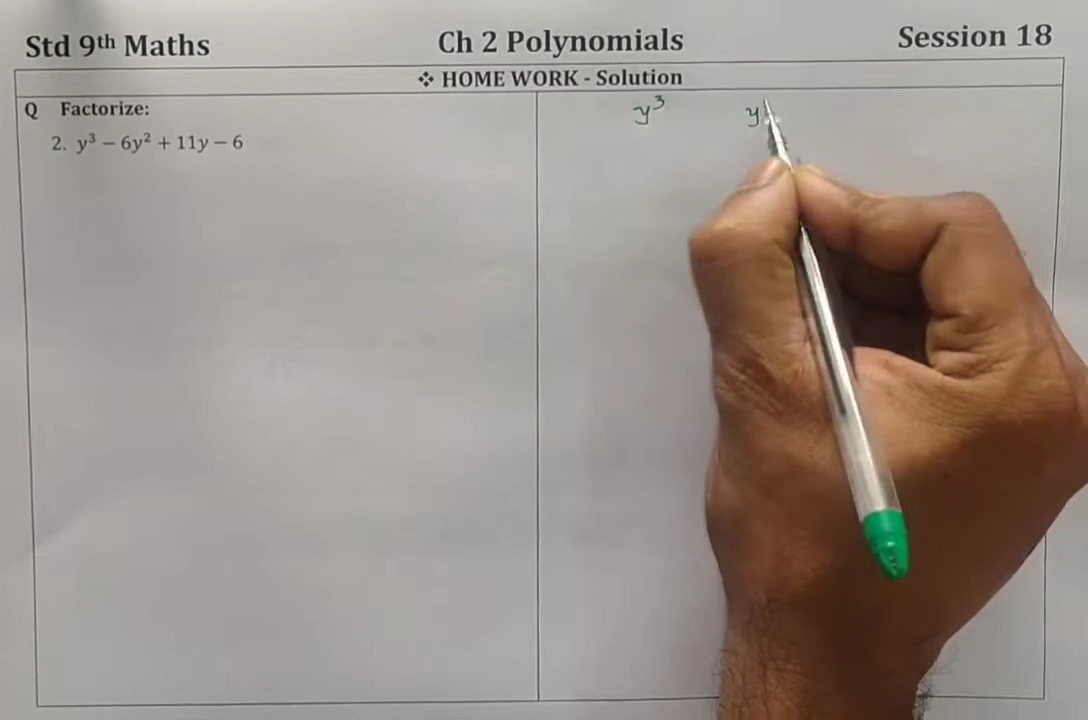 Std 9th Maths Ch 2 Polynomials Session 18
❖ HOME WORK - Solution
Q Factorize:
2. y³ – 6y² + 11y – 6
y³ y